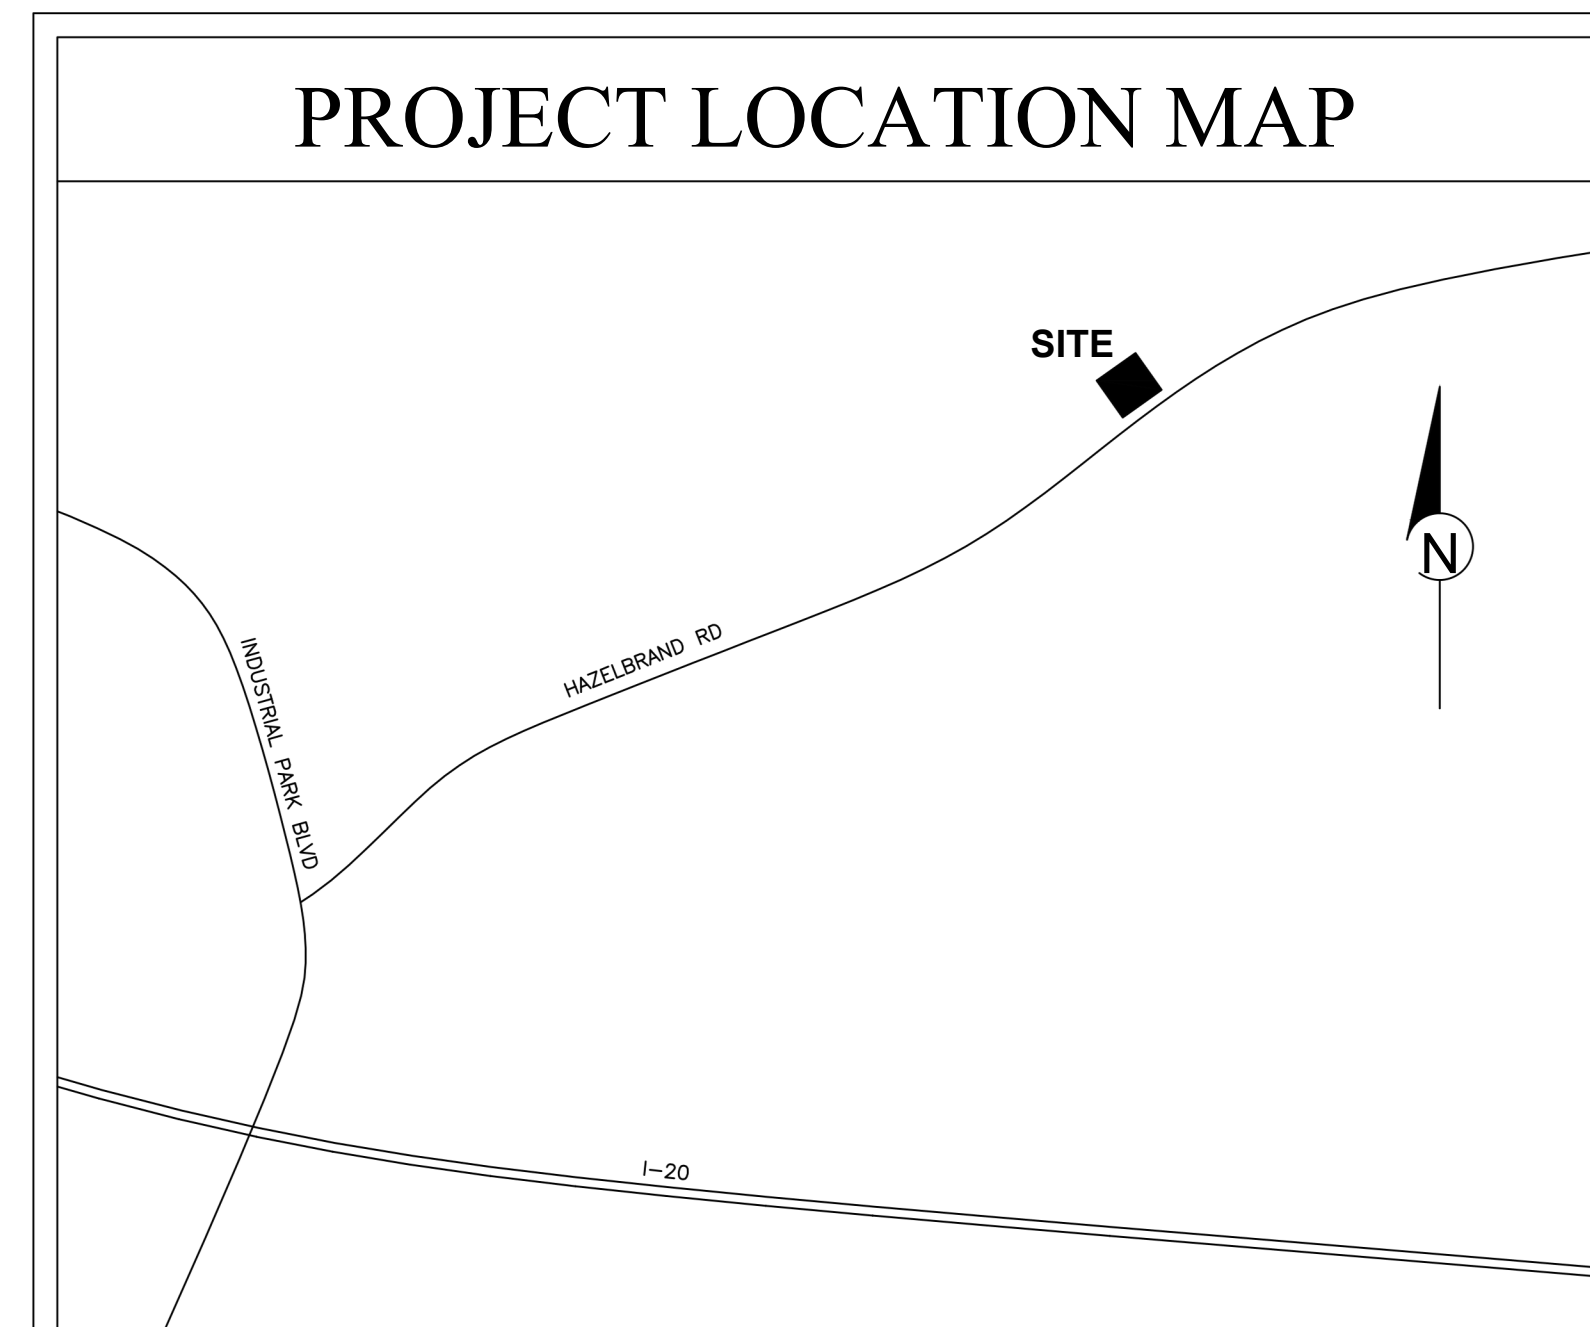 PROJECT LOCATION MAP
SITE
N
HAZELBRAND RD
INDUSTRIAL PARK BLVD
I-20